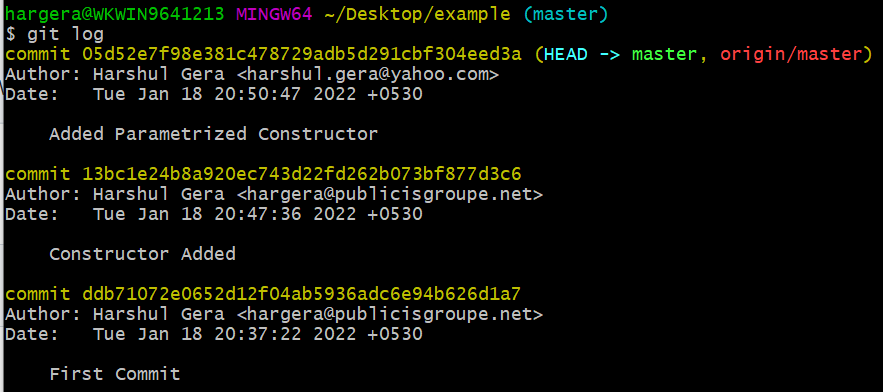 hargera@WKWIN9641213 MINGW64 ~/Desktop/example (master)
$ git log
commit 05d52e7f98e381c478729adb5d291cbf304eed3a (HEAD -> master, origin/master)
Author: Harshul Gera <harshul.gera@yahoo.com>
Date:   Tue Jan 18 20:50:47 2022 +0530

    Added Parametrized Constructor

commit 13bc1e24b8a920ec743d22fd262b073bf877d3c6
Author: Harshul Gera <hargera@publicisgroupe.net>
Date:   Tue Jan 18 20:47:36 2022 +0530

    Constructor Added

commit ddb71072e0652d12f04ab5936adc6e94b626d1a7
Author: Harshul Gera <hargera@publicisgroupe.net>
Date:   Tue Jan 18 20:37:22 2022 +0530

    First Commit